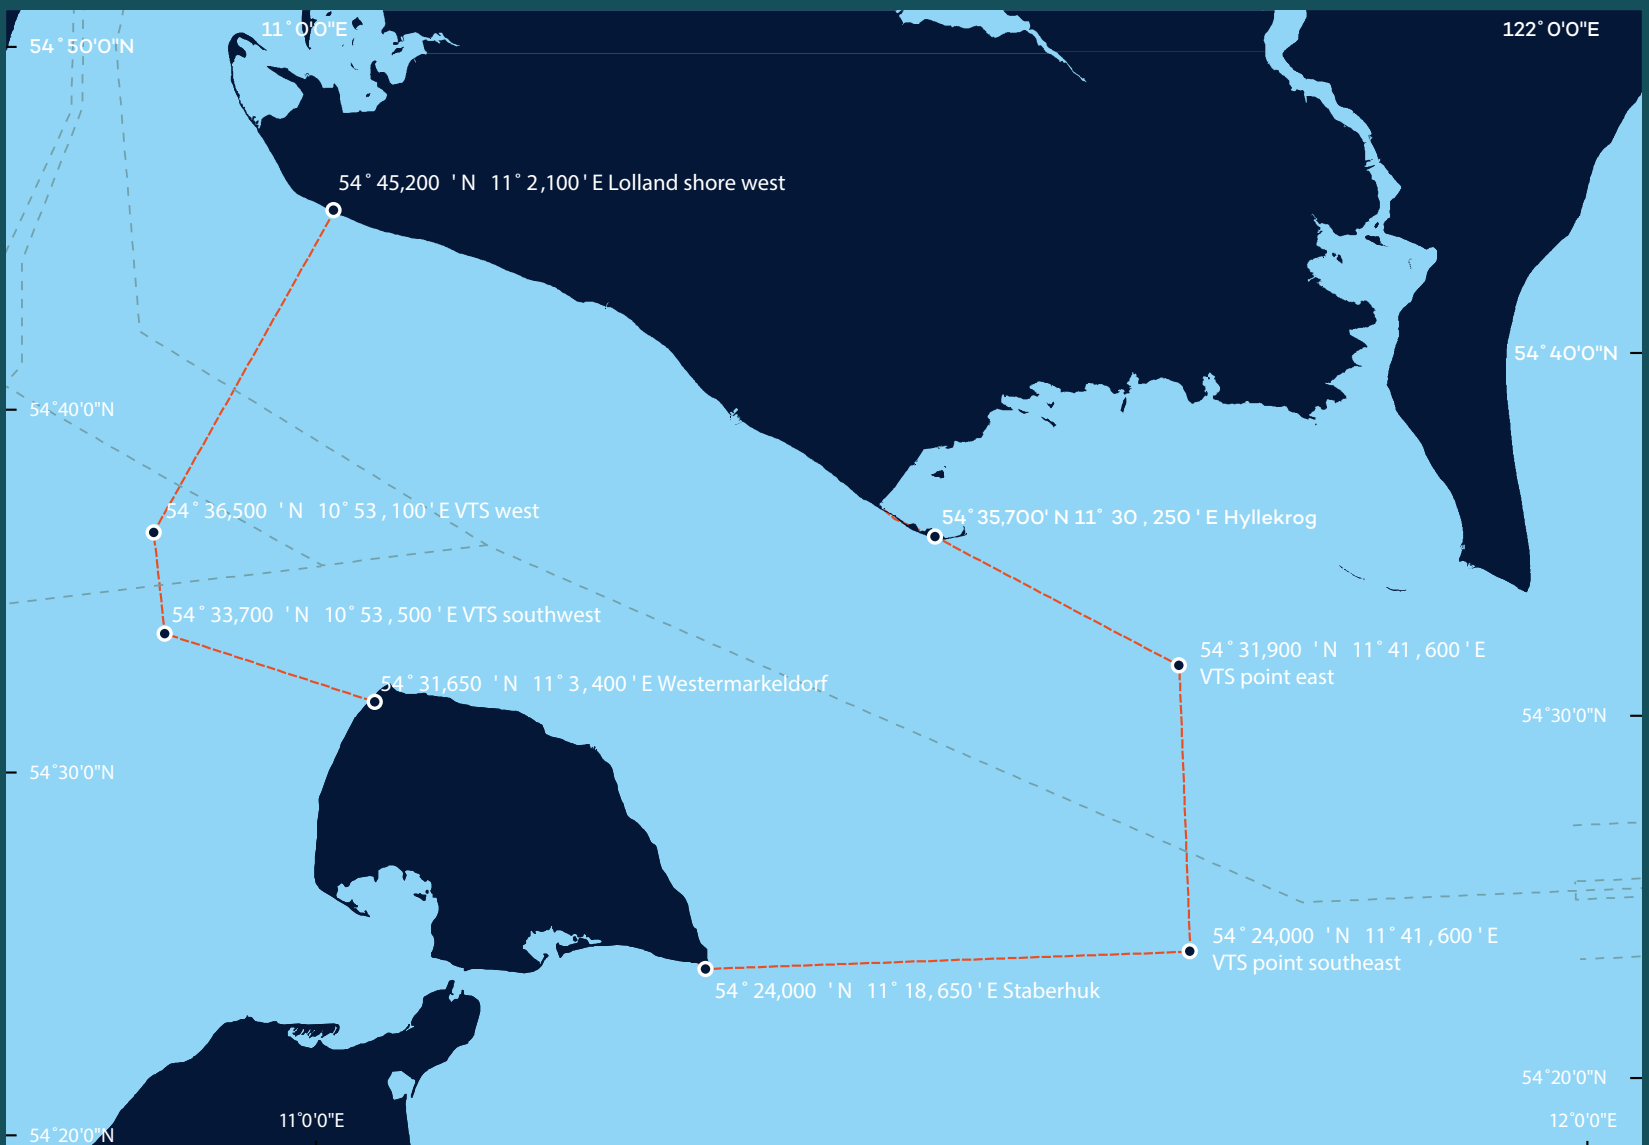 11°0'0"E
122°0'0"E
54°50'0"N
54° 45,200 'N 11° 2,100'E Lolland shore west
54°40'0"N
54°40'0"N
54° 36,500 'N 10° 53,100'E VTS west
54° 35,700'N 11° 30,250'E Hyllekrog
54° 33,700 'N 10° 53,500'E VTS southwest
54° 31,900 'N 11° 41,600'E
VTS point east
54° 31,650 'N 11° 3,400'E Westermarkeldorf
54°30'0"N
54°30'0"N
54° 24,000 'N 11° 41,600'E
VTS point southeast
54° 24,000 'N 11° 18,650'E Staberhuk
54°20'0"N
11°0'0"E
12°0'0"E
54°20'0"N